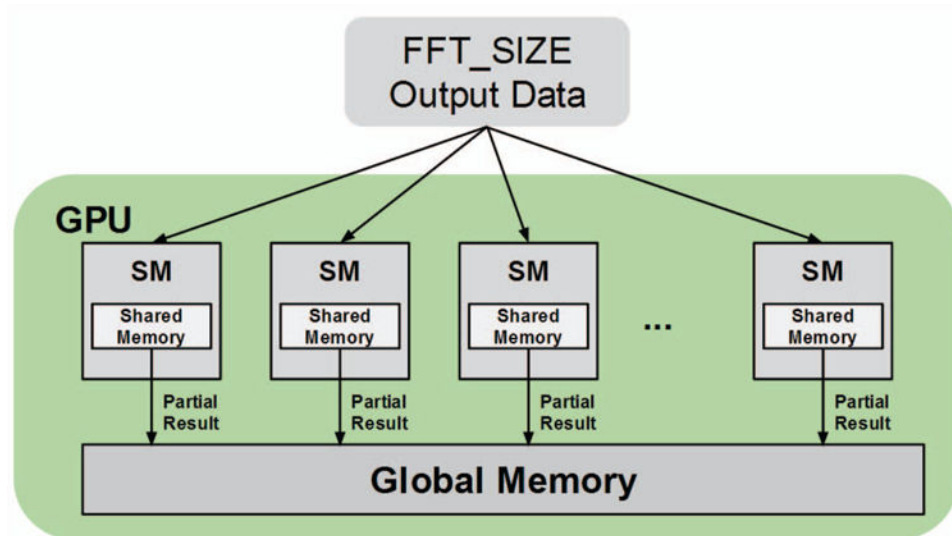 FFT_SIZE
Output Data
GPU
SM
Shared
Memory
SM
Shared
Memory
SM
Shared
Memory
...
SM
Shared
Memory
Partial
Result
Partial
Result
Partial
Result
Partial
Result
Global Memory